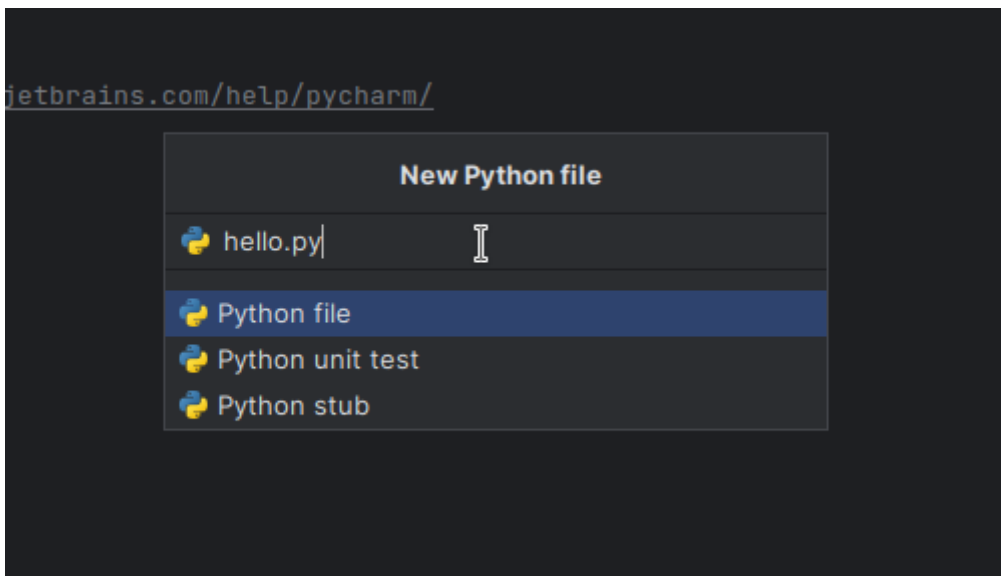 jetbrains.com/help/pycharm/
New Python file
hello.py
Python file
Python unit test
Python stub